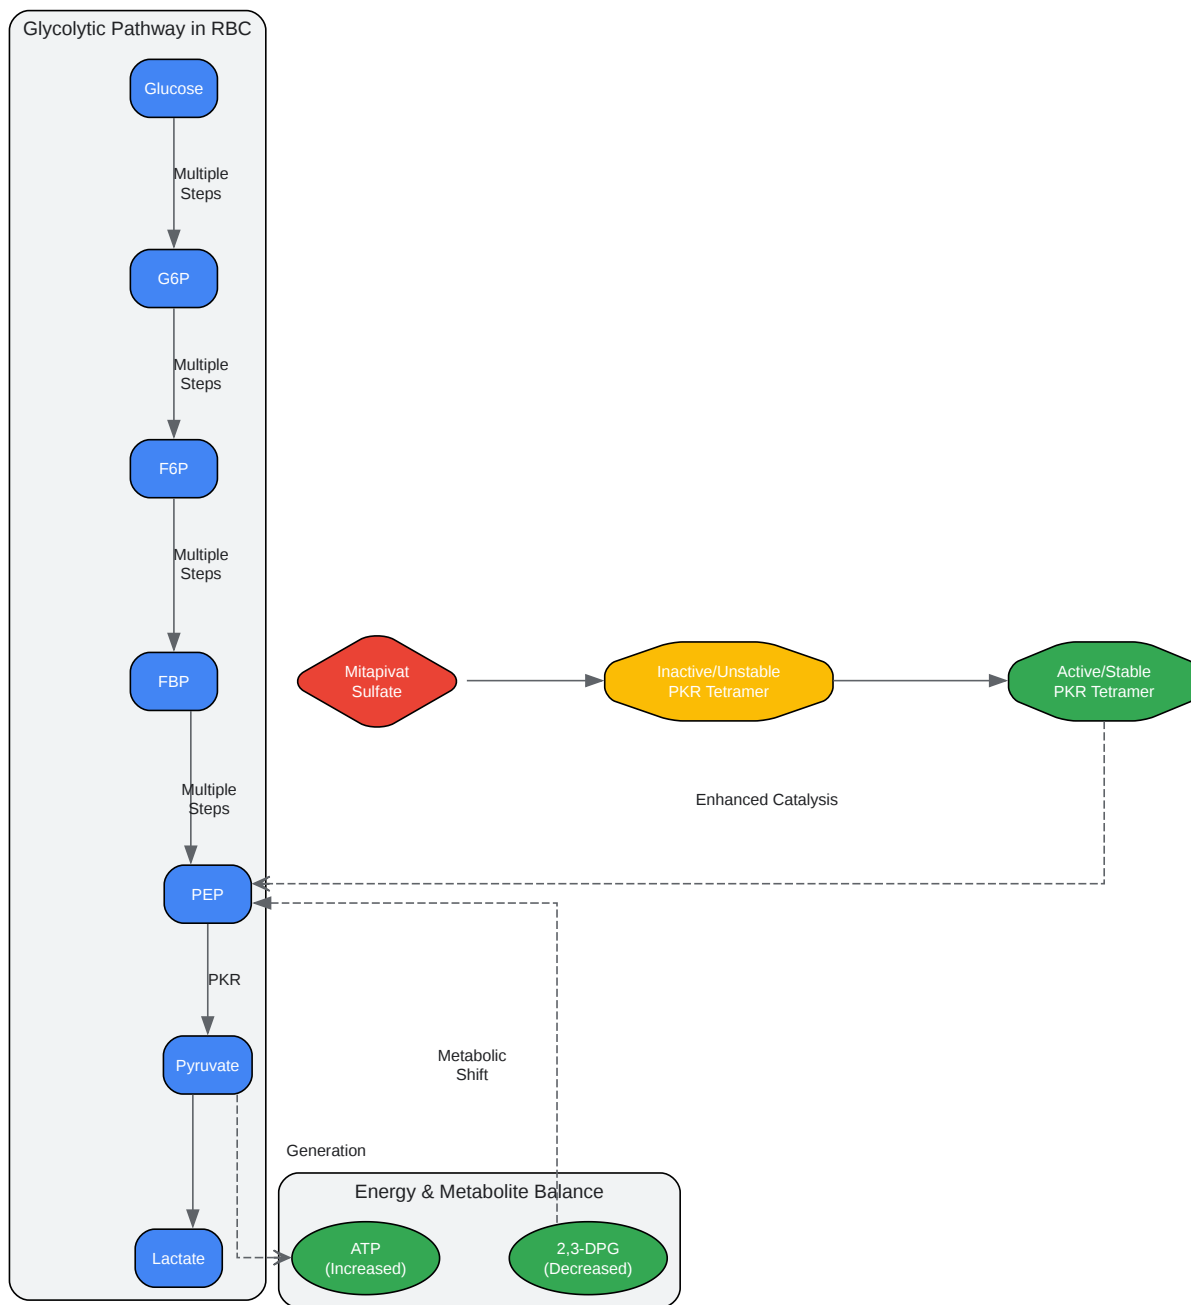 Glycolytic Pathway in RBC
Glucose
Multiple
Steps
G6P
Multiple
Steps
F6P
Multiple
Steps
FBP
Mitapivat
Sulfate
Inactive/Unstable
PKR Tetramer
Active/Stable
PKR Tetramer
Multiple
Steps
Enhanced Catalysis
PEP
PKR
Pyruvate
Metabolic
Shift
Generation
Energy & Metabolite Balance
Lactate
ATP
(Increased)
2,3-DPG
(Decreased)